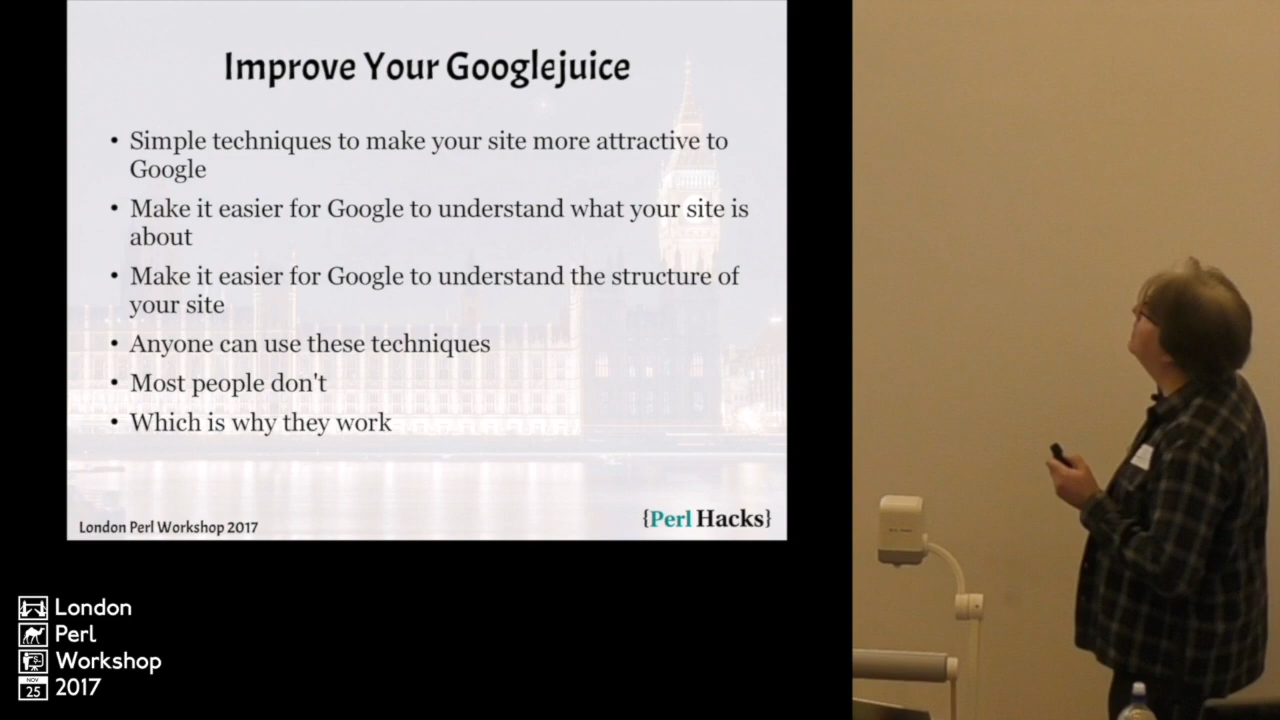 Improve Your Googlejuice
• Simple techniques to make your site more attractive to
Google
• Make it easier for Google to understand what your site is
about
• Make it easier for Google to understand the structure of
your site
• Anyone can use these techniques
• Most people don't
• Which is why they work
London Perl Workshop 2017
{Perl Hacks}
London
Perl
Workshop
NOV
25
2017